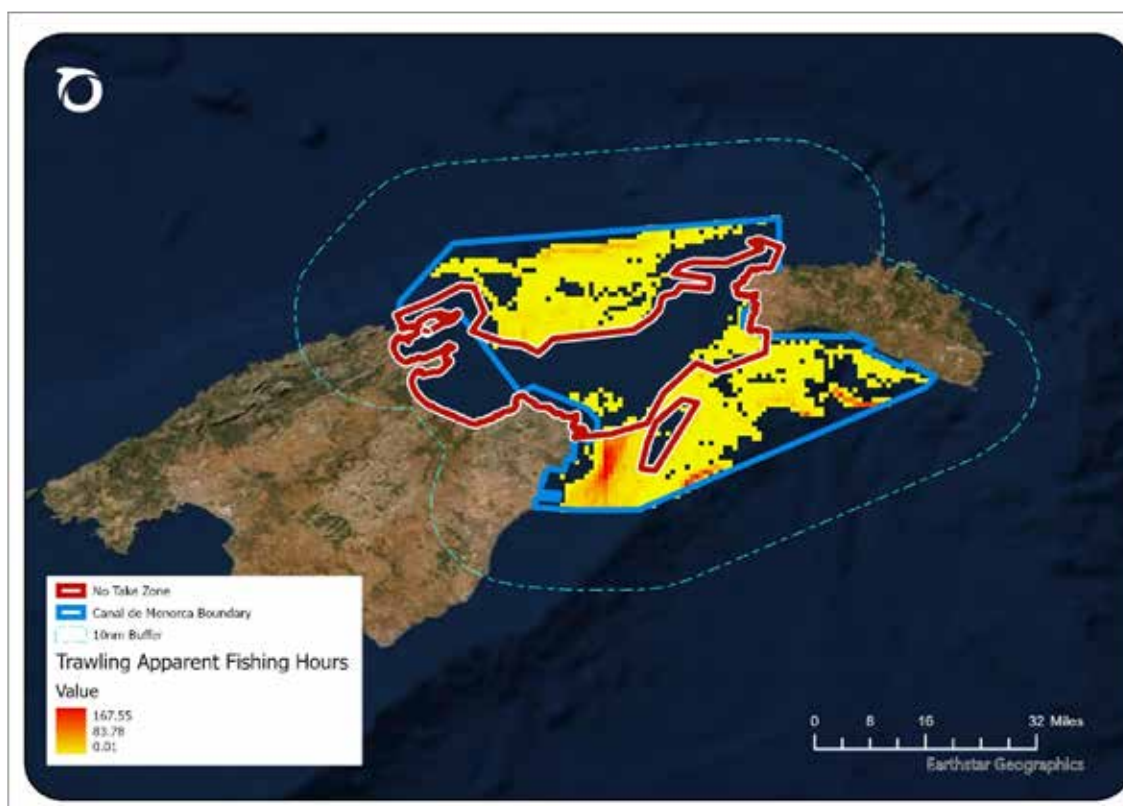 No Take Zone
Canal de Menorca Boundary
10nm Buffer
Trawling Apparent Fishing Hours
Value
167.55
83.78
0.01
0 8 16 32 Miles
Earthstar Geographics